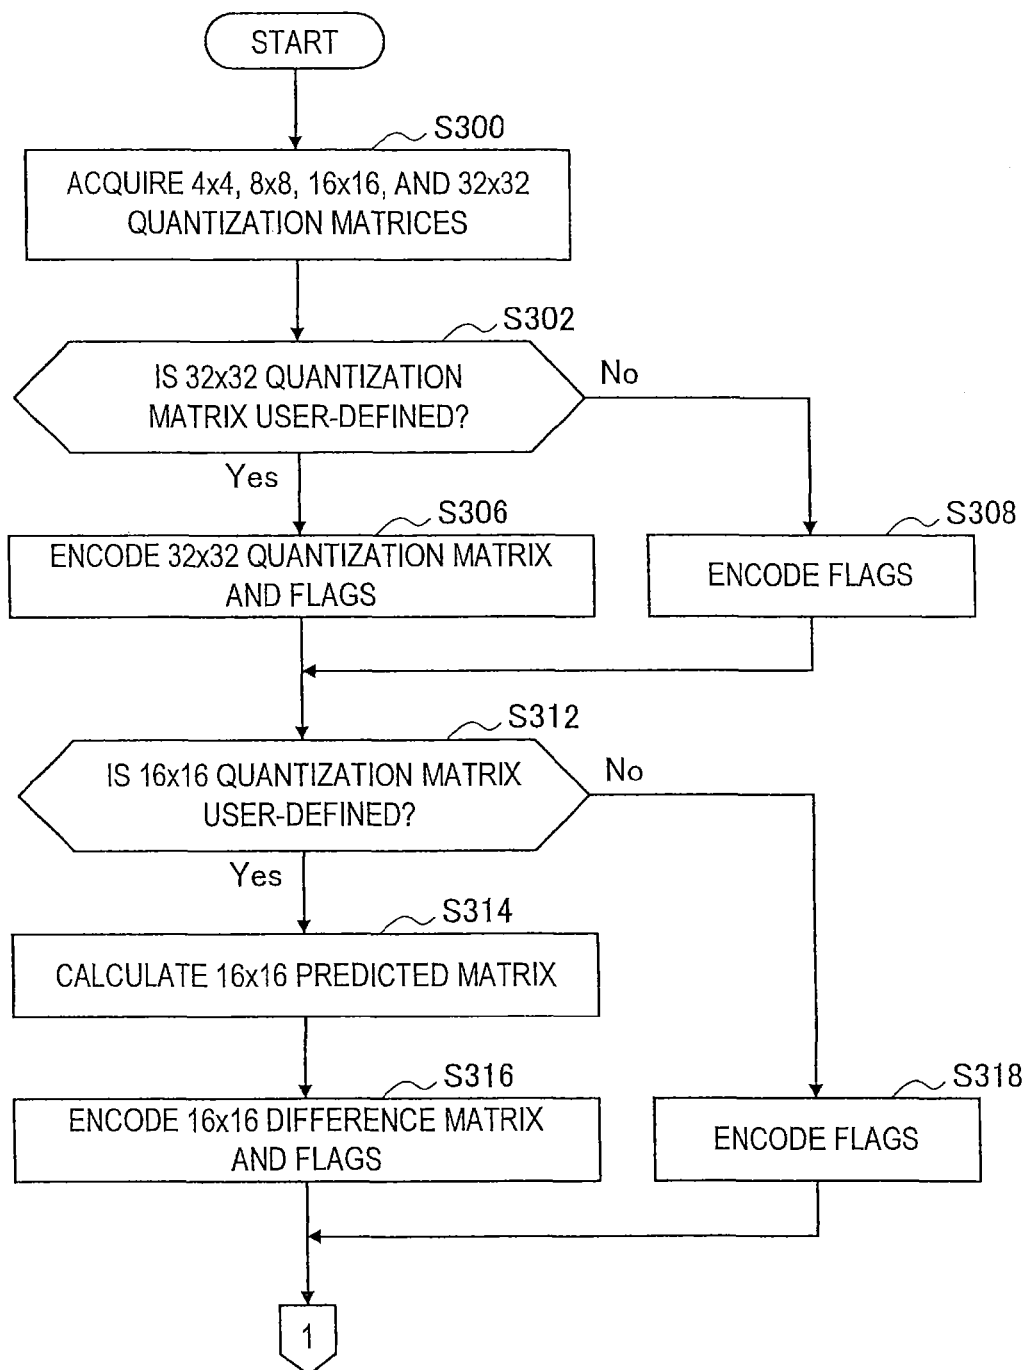 START
S300
ACQUIRE 4x4, 8x8, 16x16, AND 32x32
QUANTIZATION MATRICES
S302
IS 32x32 QUANTIZATION
MATRIX USER-DEFINED?
No
Yes
S306
ENCODE 32x32 QUANTIZATION MATRIX
AND FLAGS
S308
ENCODE FLAGS
S312
IS 16x16 QUANTIZATION MATRIX
USER-DEFINED?
No
Yes
S314
CALCULATE 16x16 PREDICTED MATRIX
S316
ENCODE 16x16 DIFFERENCE MATRIX
AND FLAGS
S318
ENCODE FLAGS
1